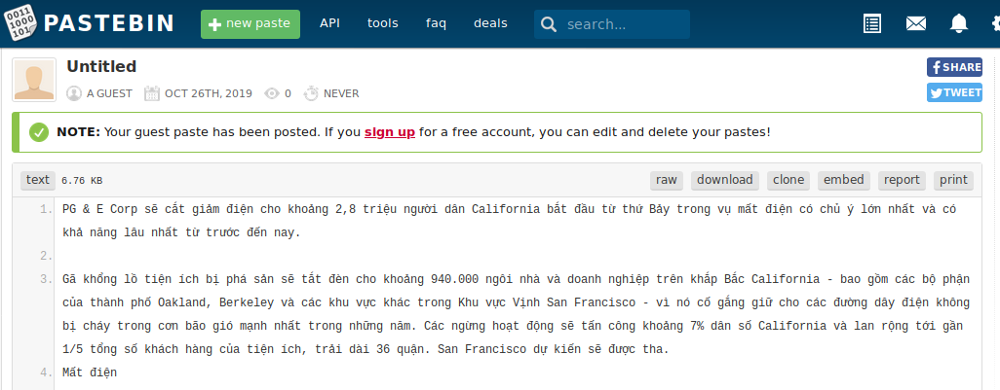 0011
1000
101
PASTEBIN
+ new paste
API
tools
faq
deals
search...
Untitled
A GUEST
OCT 26TH, 2019
0
NEVER
SHARE
TWEET
NOTE: Your guest paste has been posted. If you sign up for a free account, you can edit and delete your pastes!
text
6.76 KB
raw
download
clone
embed
report
print
1. PG & E Corp sẽ cắt giảm điện cho khoảng 2,8 triệu người dân California bắt đầu từ thứ Bảy trong vụ mất điện có chủ ý lớn nhất và có
khả năng lâu nhất từ trước đến nay.
2.
3. Gã khổng lồ tiện ích bị phá sản sẽ tắt đèn cho khoảng 940.000 ngôi nhà và doanh nghiệp trên khắp Bắc California - bao gồm các bộ phận
của thành phố Oakland, Berkeley và các khu vực khác trong Khu vực Vịnh San Francisco - vì nó cố gắng giữ cho các đường dây điện không
bị cháy trong cơn bão gió mạnh nhất trong những năm. Các ngừng hoạt động sẽ tấn công khoảng 7% dân số California và lan rộng tới gần
1/5 tổng số khách hàng của tiện ích, trải dài 36 quận. San Francisco dự kiến sẽ được tha.
4. Mất điện